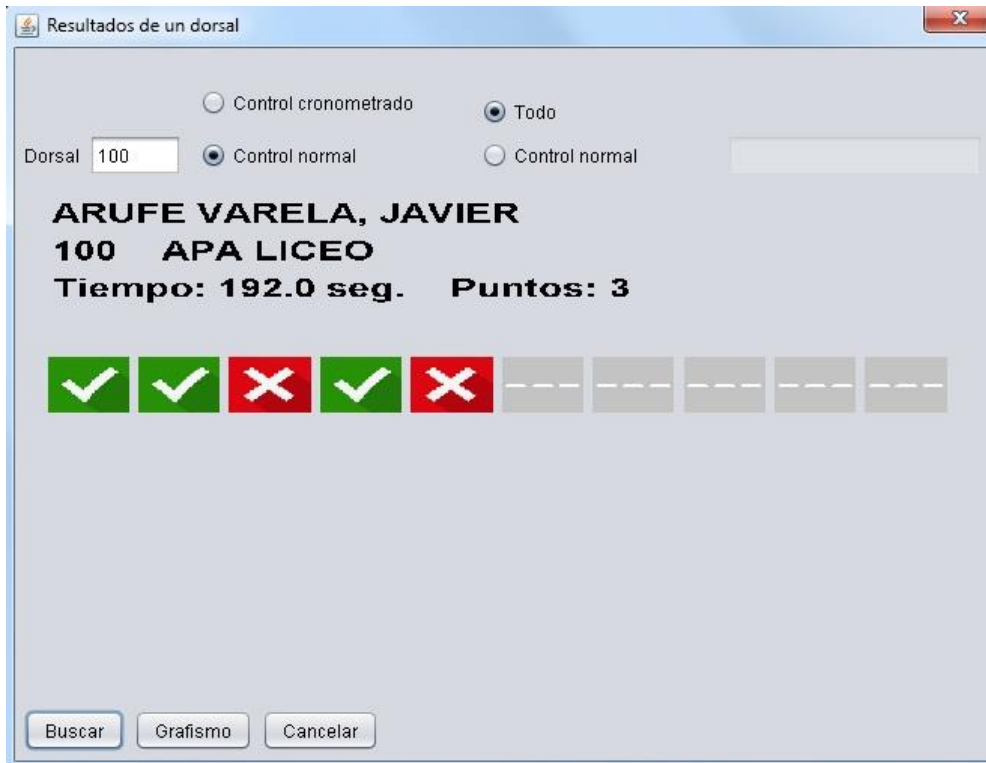 Resultados de un dorsal
Control cronometrado
Todo
Dorsal 100 Control normal Control normal
ARUFE VARELA, JAVIER
100 APA LICEO
Tiempo: 192.0 seg. Puntos: 3
Buscar Grafismo Cancelar